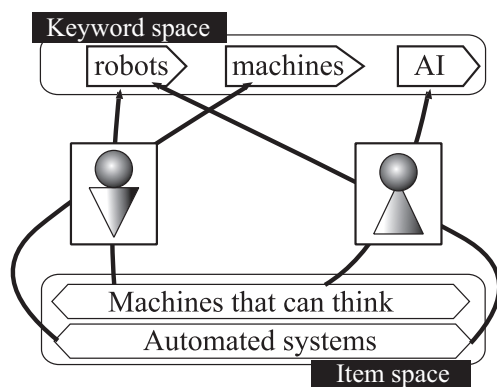 Keyword space
robots
machines
AI
Machines that can think
Automated systems
Item space